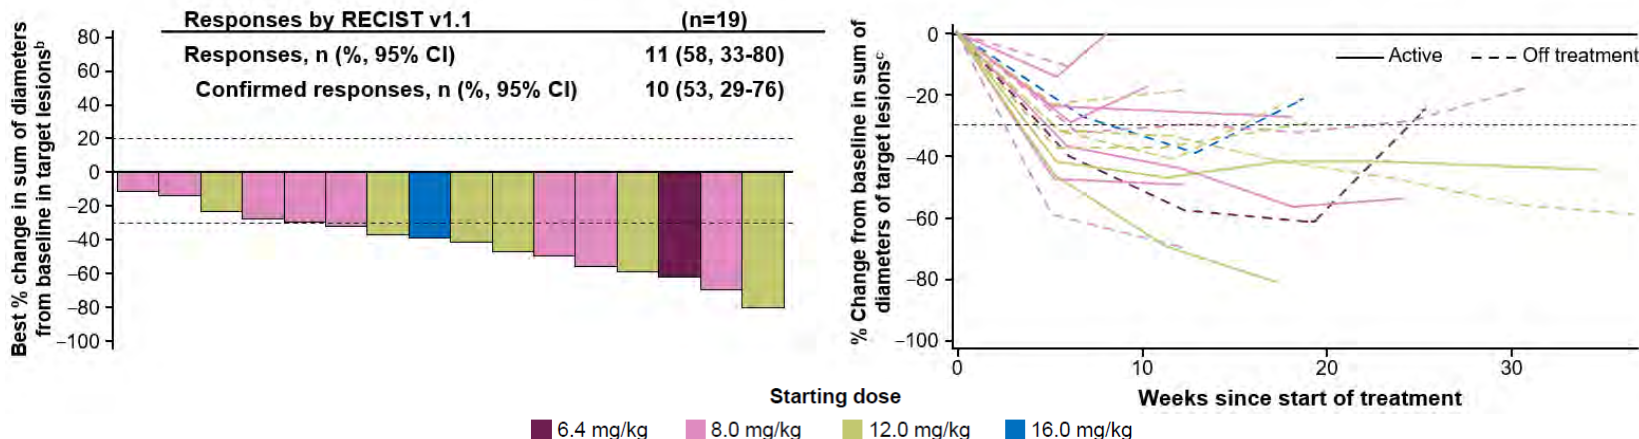 Responses by RECIST v1.1 (n=19)
Responses, n (%, 95% CI) 11 (58, 33-80)
Confirmed responses, n (%, 95% CI) 10 (53, 29-76)
Best % change in sum of diameters
from baseline in target lesionsᵇ
80
60
40
20
0
−20
−40
−60
−80
−100
% Change from baseline in sum of
diameters of target lesionsᶜ
0
−20
−40
−60
−80
−100
Active Off treatment
0 10 20 30
Weeks since start of treatment
Starting dose
6.4 mg/kg 8.0 mg/kg 12.0 mg/kg 16.0 mg/kg